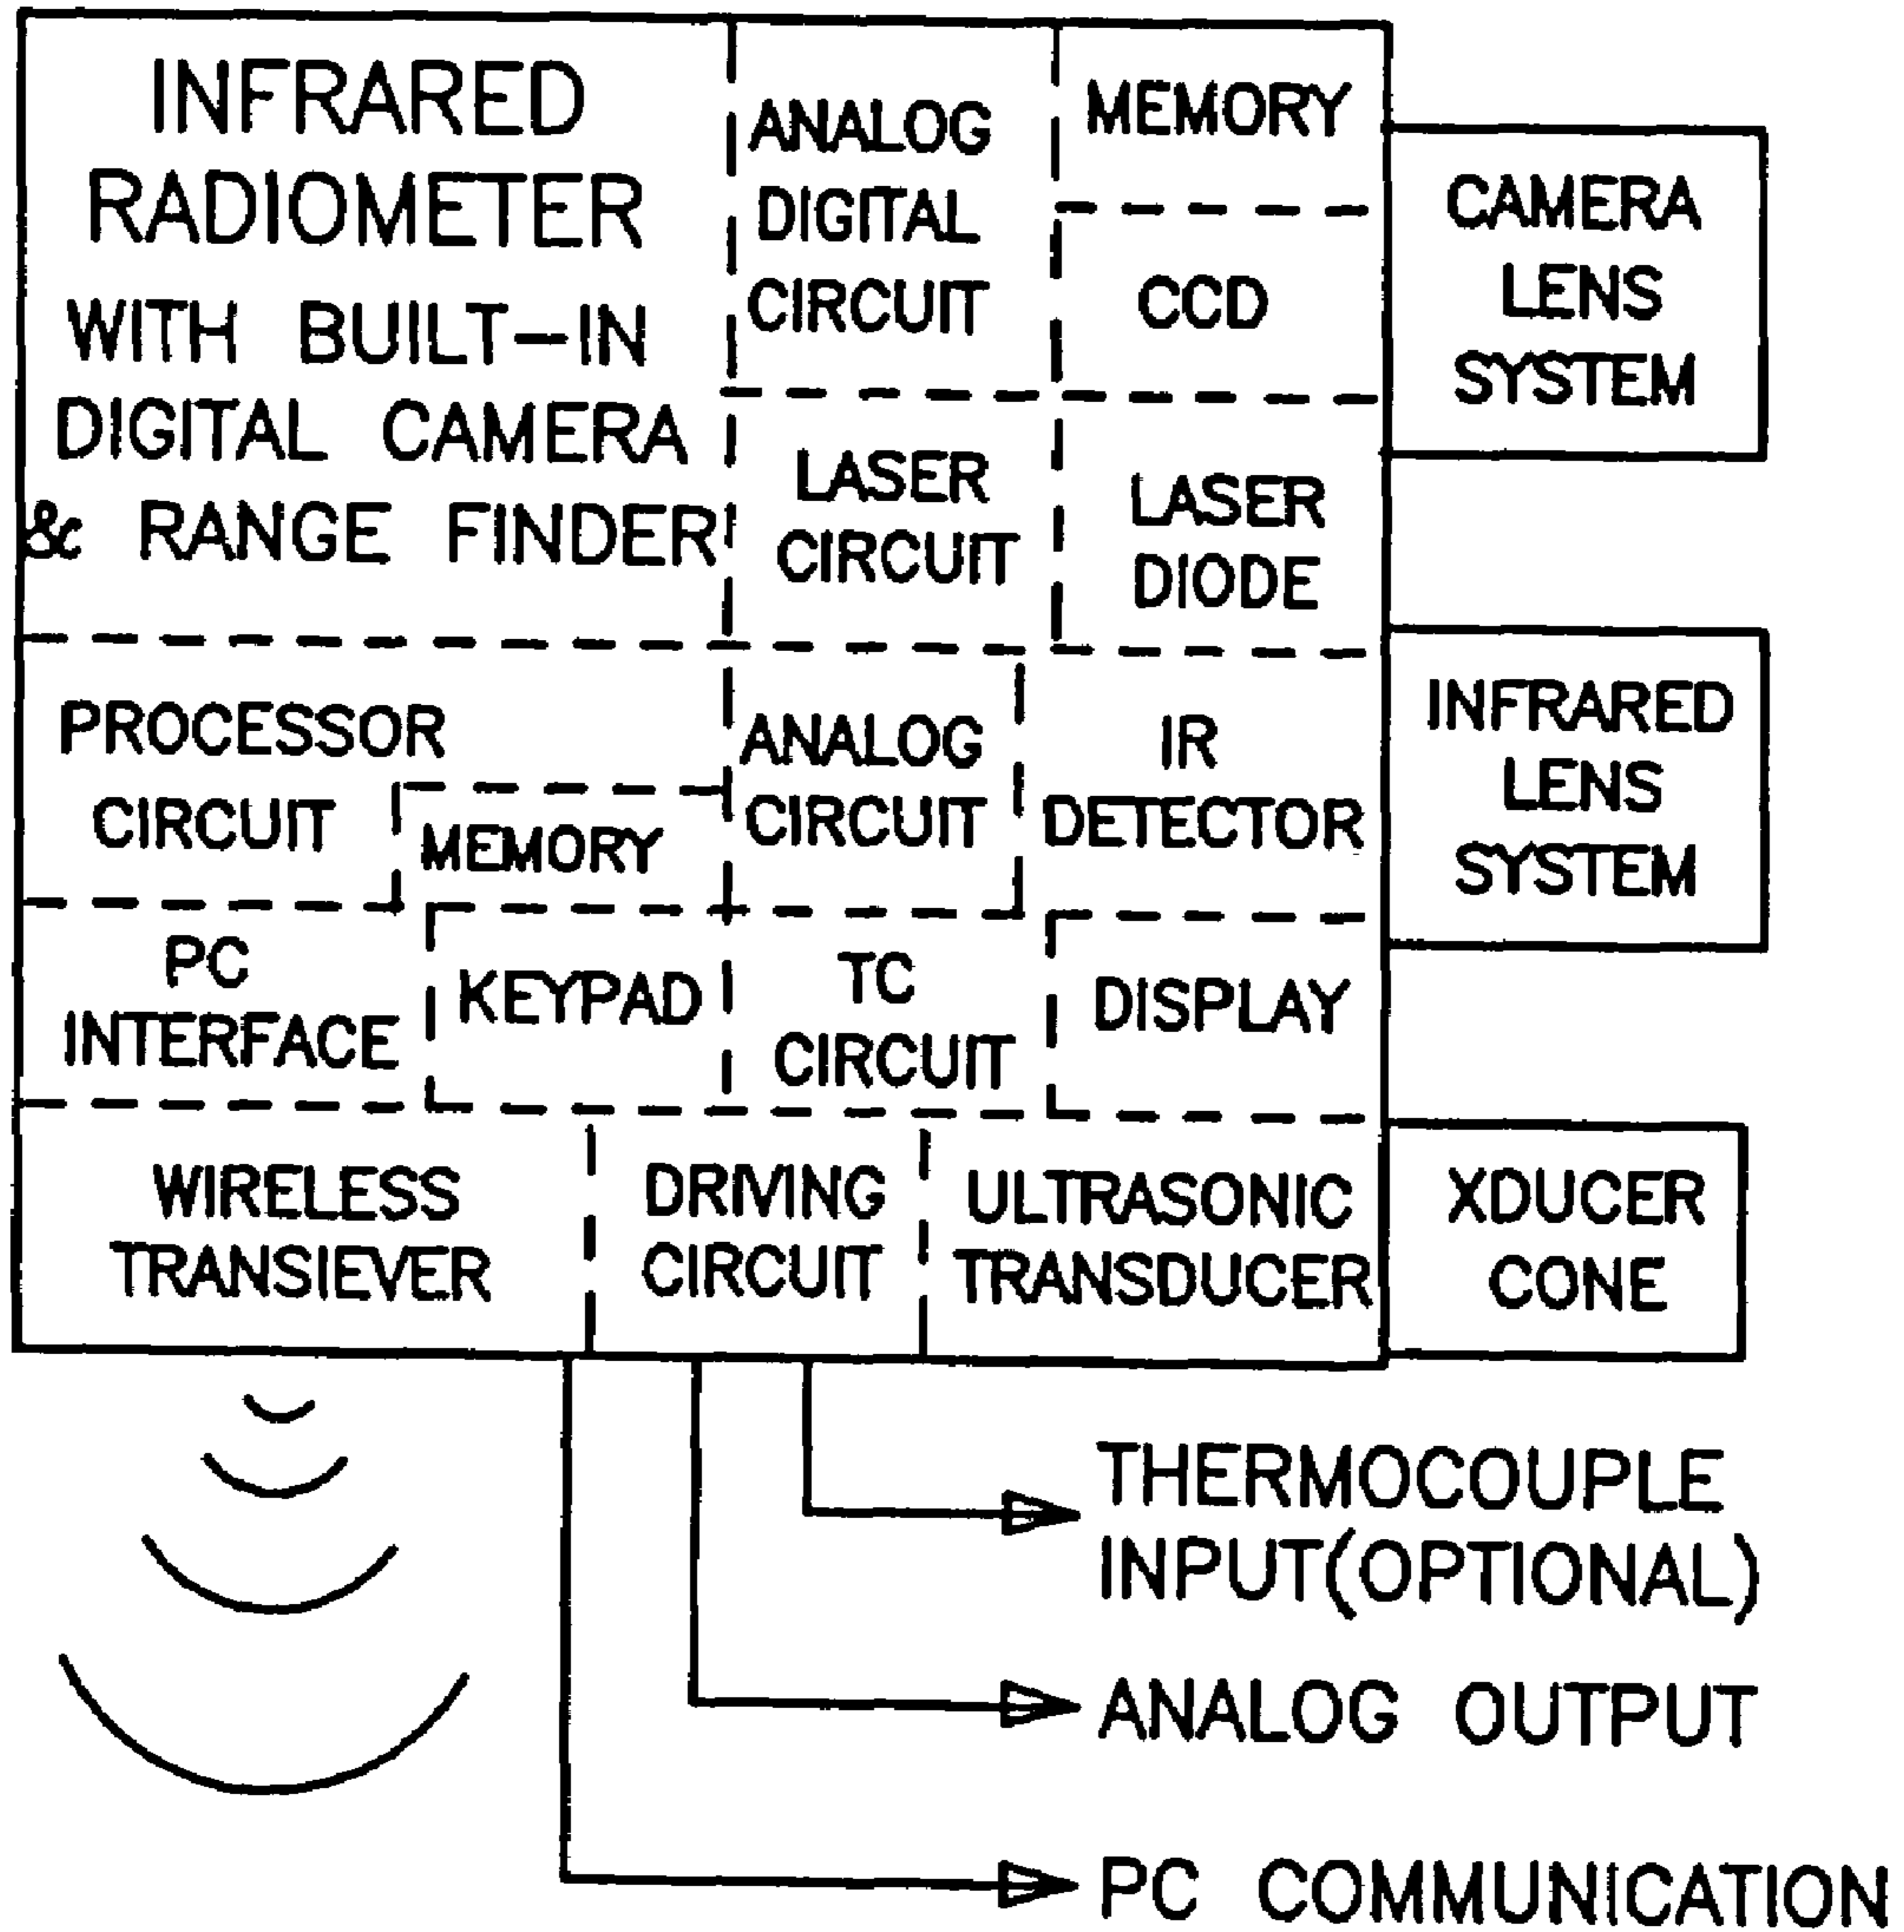 INFRARED
RADIOMETER
WITH BUILT-IN
DIGITAL CAMERA
& RANGE FINDER
ANALOG
DIGITAL
CIRCUIT
MEMORY
CCD
CAMERA
LENS
SYSTEM
LASER
CIRCUIT
LASER
DIODE
PROCESSOR
CIRCUIT
MEMORY
ANALOG
CIRCUIT
IR
DETECTOR
INFRARED
LENS
SYSTEM
PC
INTERFACE
KEYPAD
TC
CIRCUIT
DISPLAY
WIRELESS
TRANSIEVER
DRIVING
CIRCUIT
ULTRASONIC
TRANSDUCER
XDUCER
CONE
THERMOCOUPLE
INPUT(OPTIONAL)
ANALOG OUTPUT
PC COMMUNICATION